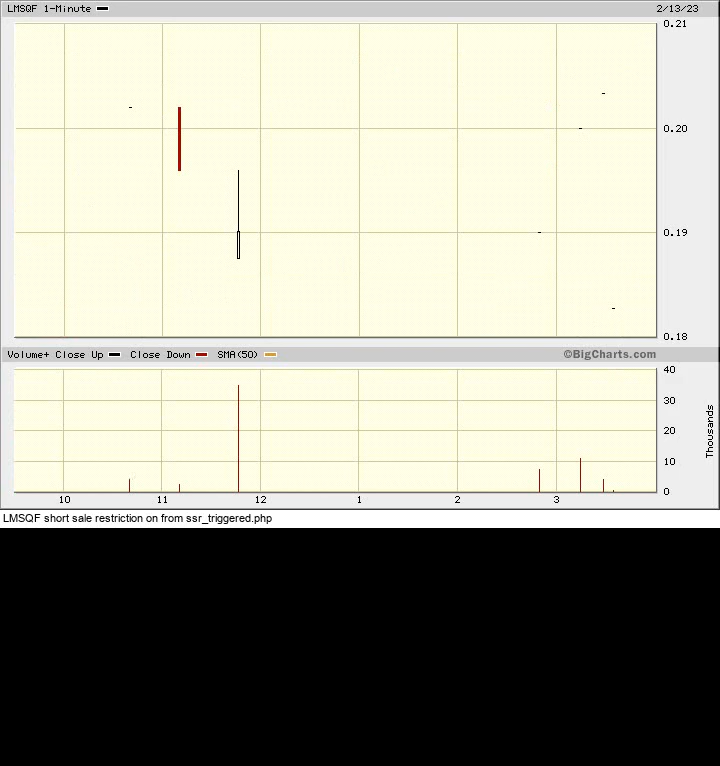 LMSQF 1-Minute 2/13/23
0.21
0.20
0.19
0.18
Volume+ Close Up Close Down SMA(50) ©BigCharts.com
40
30
20
10
0
Thousands
10 11 12 1 2 3
LMSQF short sale restriction on from ssr_triggered.php